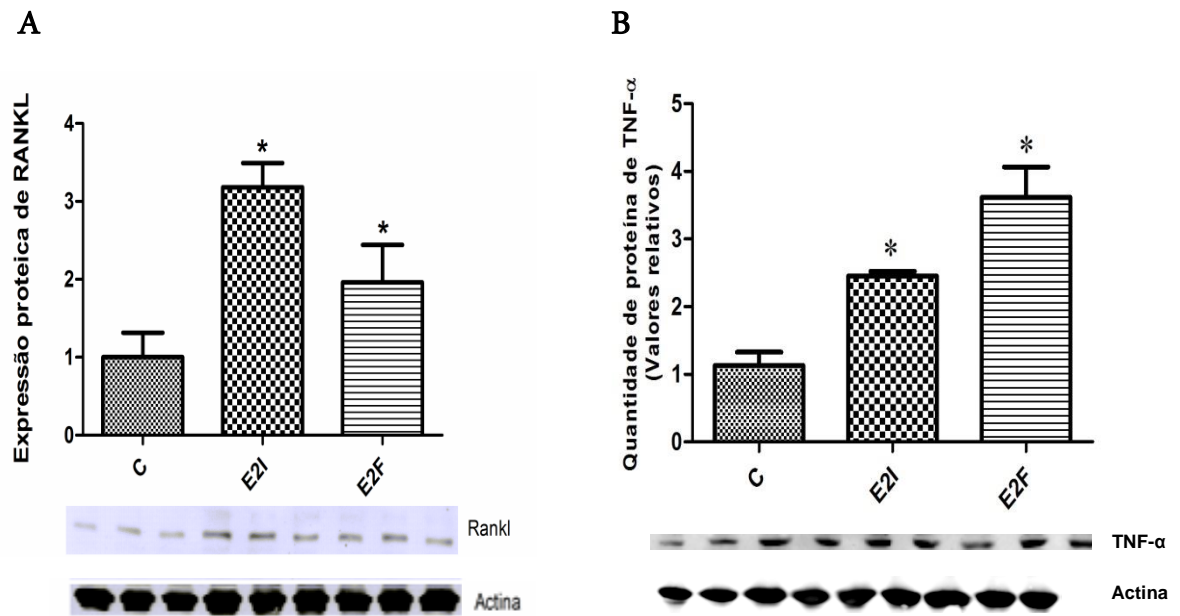 A
Expressão proteica de RANKL
4
3
2
1
0
*
*
C
E2I
E2F
Rankl
Actina
B
Quantidade de proteína de TNF-α
(Valores relativos)
5
4
3
2
1
0
*
*
C
E2I
E2F
TNF-α
Actina